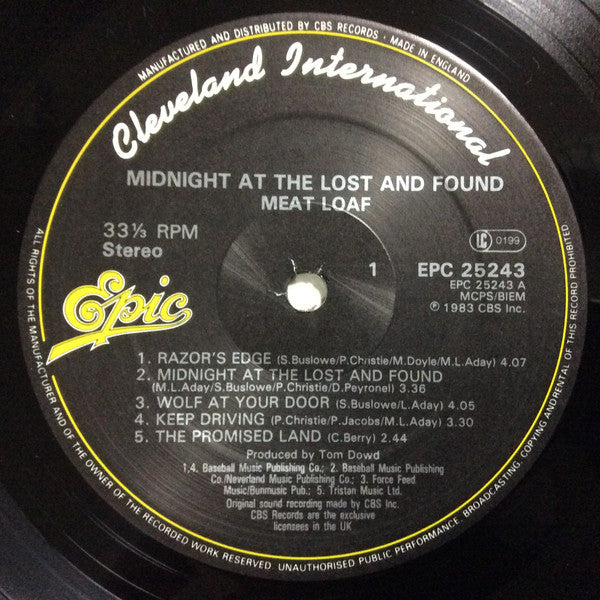 MANUFACTURED AND DISTRIBUTED BY CBS RECORDS · MADE IN ENGLAND
Cleveland International
MIDNIGHT AT THE LOST AND FOUND
MEAT LOAF
33⅓ RPM
Stereo
LC 0199
1
EPC 25243
EPC 25243 A
MCPS/BIEM
℗ 1983 CBS Inc.
Epic
1. RAZOR'S EDGE (S.Buslowe/P.Christie/M.Doyle/M.L.Aday) 4.07
2. MIDNIGHT AT THE LOST AND FOUND
(M.L.Aday/S.Buslowe/P.Christie/D.Peyronel) 3.36
3. WOLF AT YOUR DOOR (S.Buslowe/L.Aday) 4.05
4. KEEP DRIVING (P.Christie/P.Jacobs/M.L.Aday) 3.30
5. THE PROMISED LAND (C.Berry) 2.44
Produced by Tom Dowd
1,4. Baseball Music Publishing Co.; 2. Baseball Music Publishing
Co./Neverland Music Publishing Co.; 3. Force Feed
Music/Bunmusic Pub.; 5. Tristan Music Ltd.
Original sound recording made by CBS Inc.
CBS Records are the exclusive
licensees in the UK
ALL RIGHTS OF THE MANUFACTURER AND OF THE OWNER OF THE RECORDED WORK RESERVED. UNAUTHORISED PUBLIC PERFORMANCE, BROADCASTING, COPYING AND RENTAL OF THIS RECORD PROHIBITED